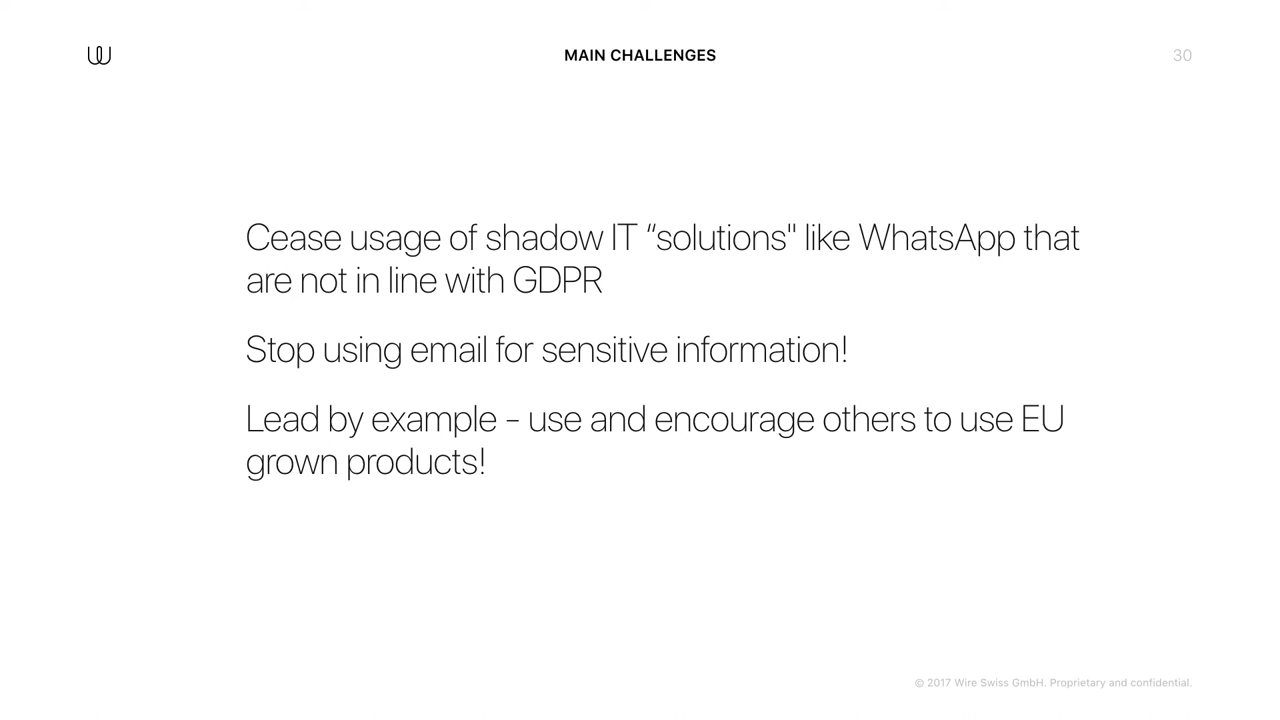 MAIN CHALLENGES
30
Cease usage of shadow IT “solutions" like WhatsApp that
are not in line with GDPR
Stop using email for sensitive information!
Lead by example - use and encourage others to use EU
grown products!
© 2017 Wire Swiss GmbH. Proprietary and confidential.